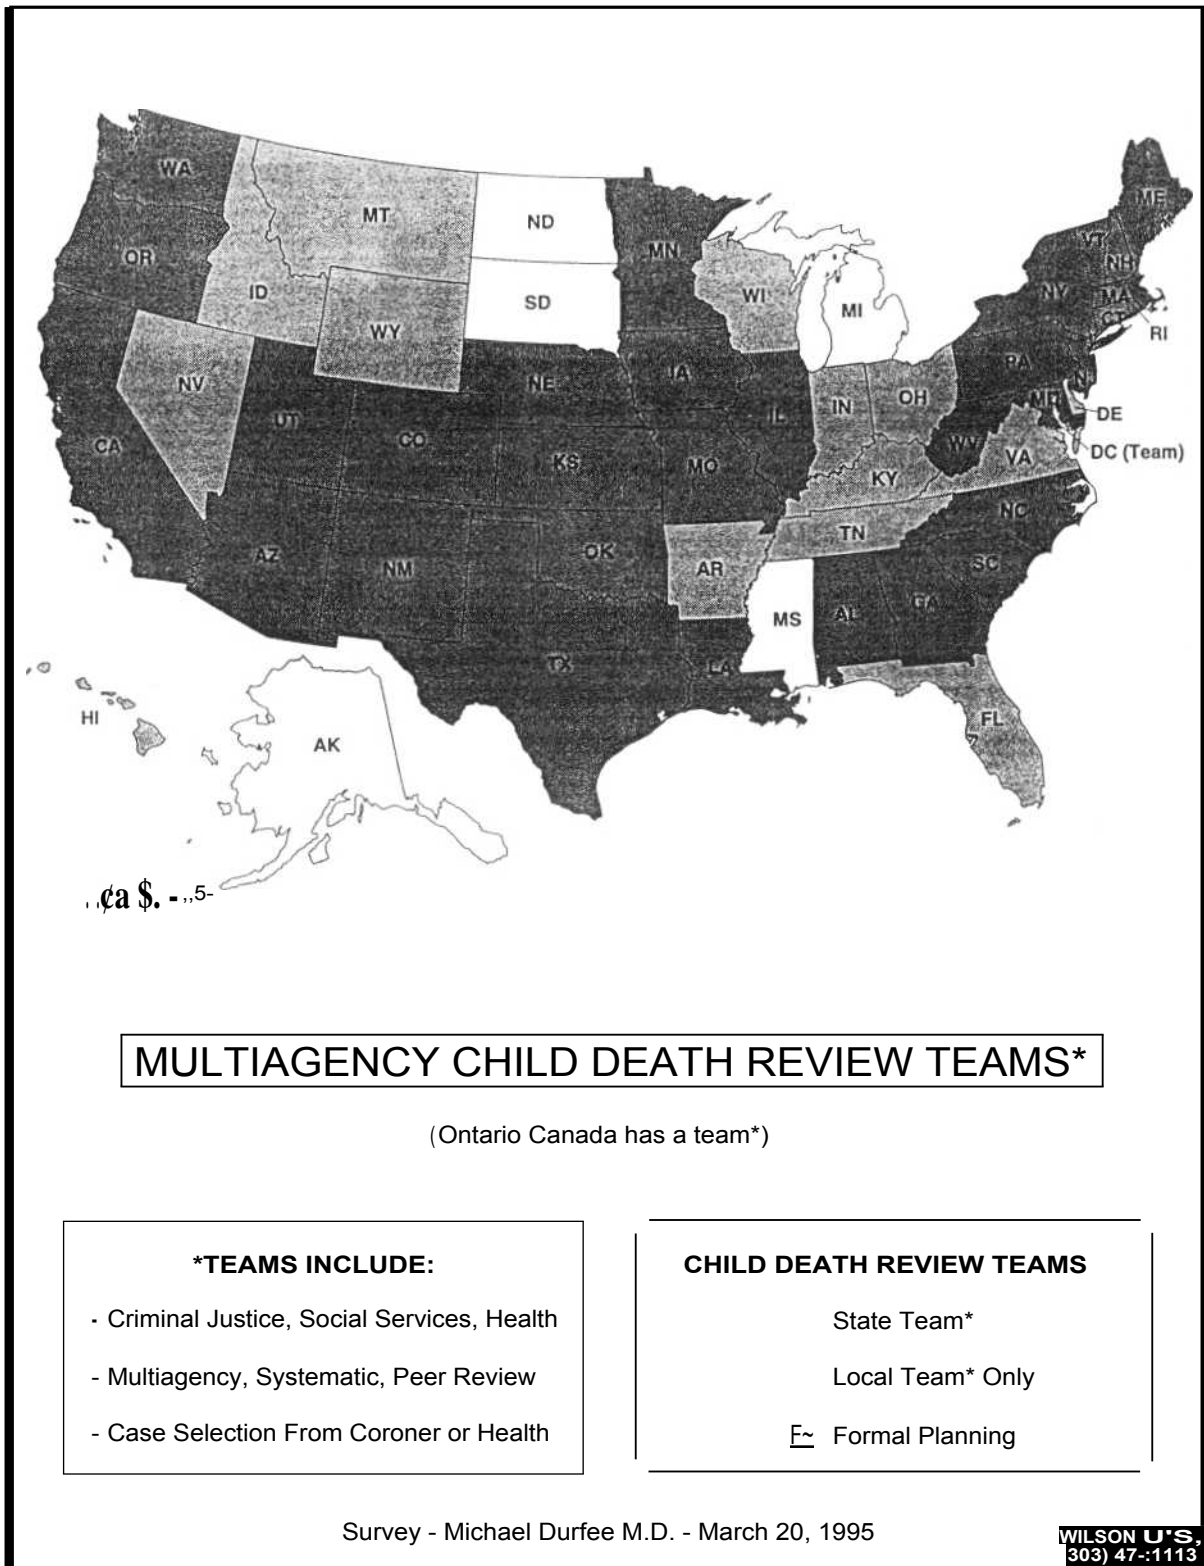 WA
MT
ND
MN
ME
OR
ID
SD
WI
MI
VT
NH
NY
MA
CT
RI
WY
NV
NE
IA
PA
NJ
UT
CO
IL
IN
OH
MD
DE
CA
KS
MO
WV
VA
DC (Team)
KY
AZ
NM
OK
AR
TN
NC
SC
MS
AL
GA
TX
LA
HI
AK
FL
MULTIAGENCY CHILD DEATH REVIEW TEAMS*
(Ontario Canada has a team*)
*TEAMS INCLUDE:
- Criminal Justice, Social Services, Health
- Multiagency, Systematic, Peer Review
- Case Selection From Coroner or Health
CHILD DEATH REVIEW TEAMS
State Team*
Local Team* Only
F~ Formal Planning
Survey - Michael Durfee M.D. - March 20, 1995
WILSON U'S
303) 47-:1113